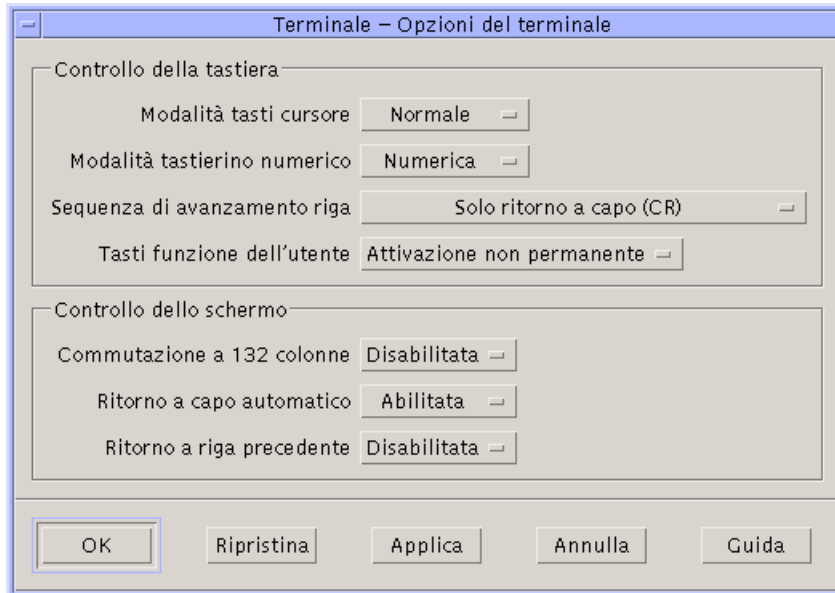 Terminale – Opzioni del terminale
Controllo della tastiera
Modalità tasti cursore Normale
Modalità tastierino numerico Numerica
Sequenza di avanzamento riga Solo ritorno a capo (CR)
Tasti funzione dell'utente Attivazione non permanente
Controllo dello schermo
Commutazione a 132 colonne Disabilitata
Ritorno a capo automatico Abilitata
Ritorno a riga precedente Disabilitata
OK Ripristina Applica Annulla Guida